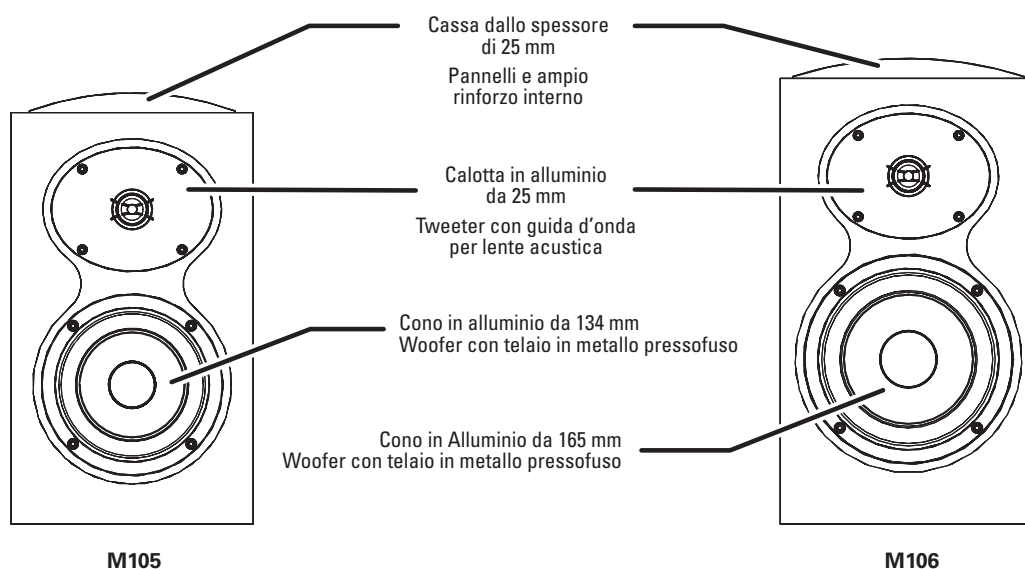 Cassa dallo spessore
di 25 mm
Pannelli e ampio
rinforzo interno
Calotta in alluminio
da 25 mm
Tweeter con guida d'onda
per lente acustica
Cono in alluminio da 134 mm
Woofer con telaio in metallo pressofuso
Cono in Alluminio da 165 mm
Woofer con telaio in metallo pressofuso
M105
M106